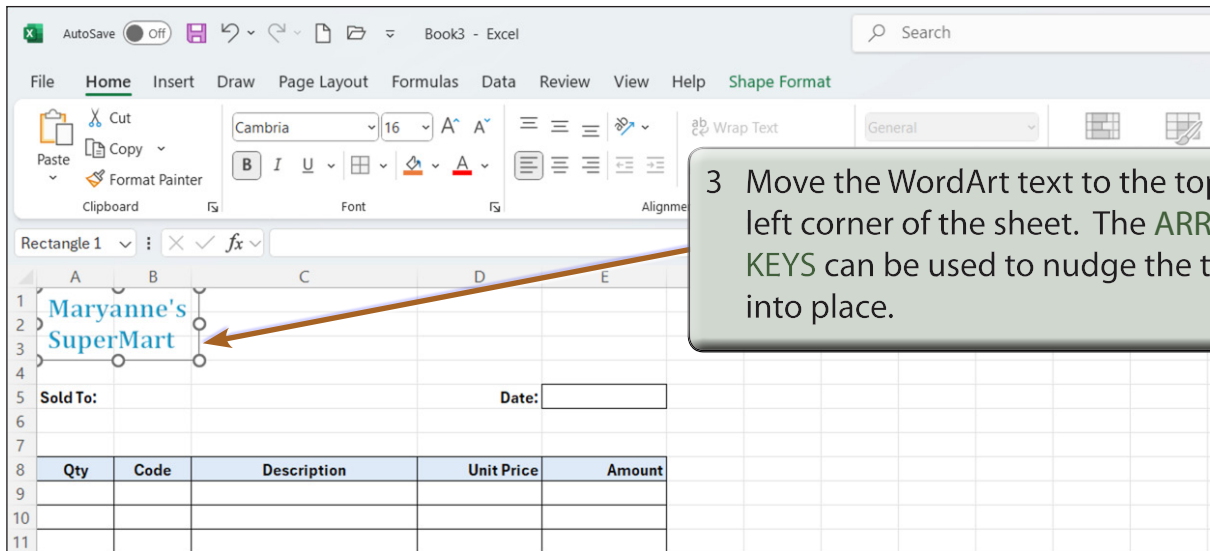 AutoSave Off Book3 - Excel Search
File Home Insert Draw Page Layout Formulas Data Review View Help Shape Format
Paste
Cut
Copy
Format Painter
Clipboard
Cambria 16
B I U A
Font
ab Wrap Text
General
Rectangle 1 fx
A B C D E
1
2
3
4
5
6
7
8
9
10
11
Maryanne's
SuperMart
Sold To: Date:
Qty Code Description Unit Price Amount
3 Move the WordArt text to the
left corner of the sheet. The
KEYS can be used to nudge the
into place.